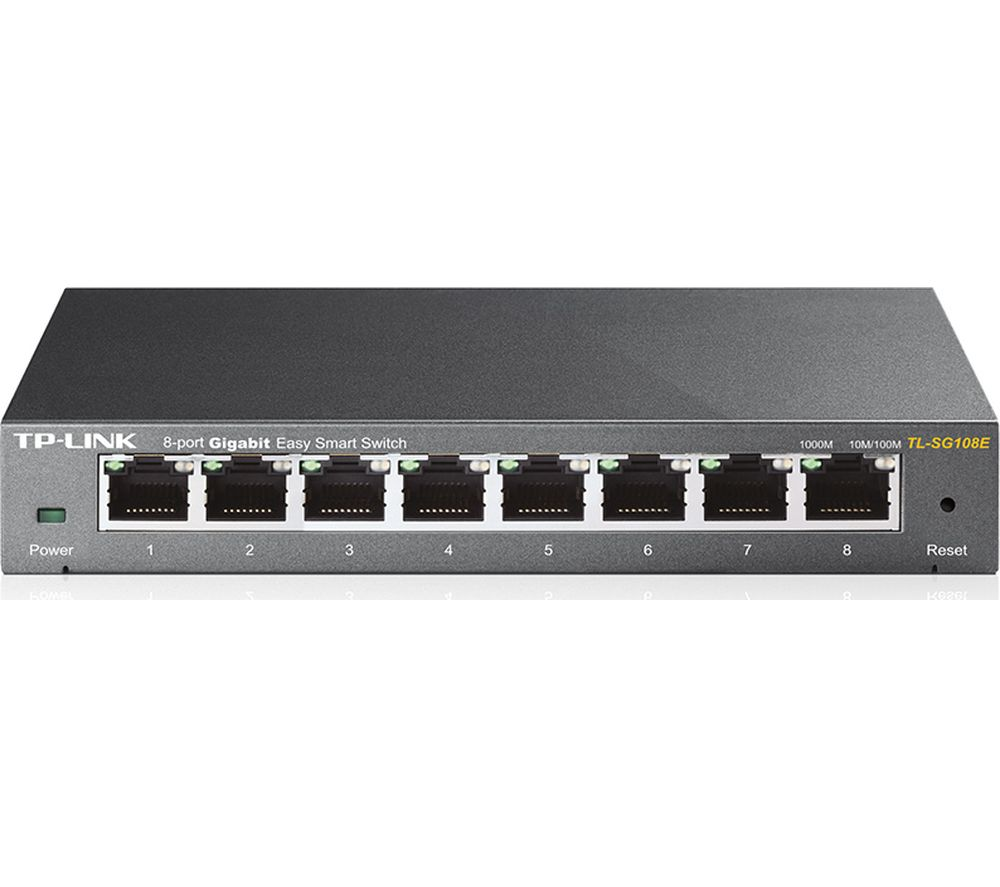 TP-LINK 8-port Gigabit Easy Smart Switch 1000M 10M/100M TL-SG108E
Power 1 2 3 4 5 6 7 8 Reset